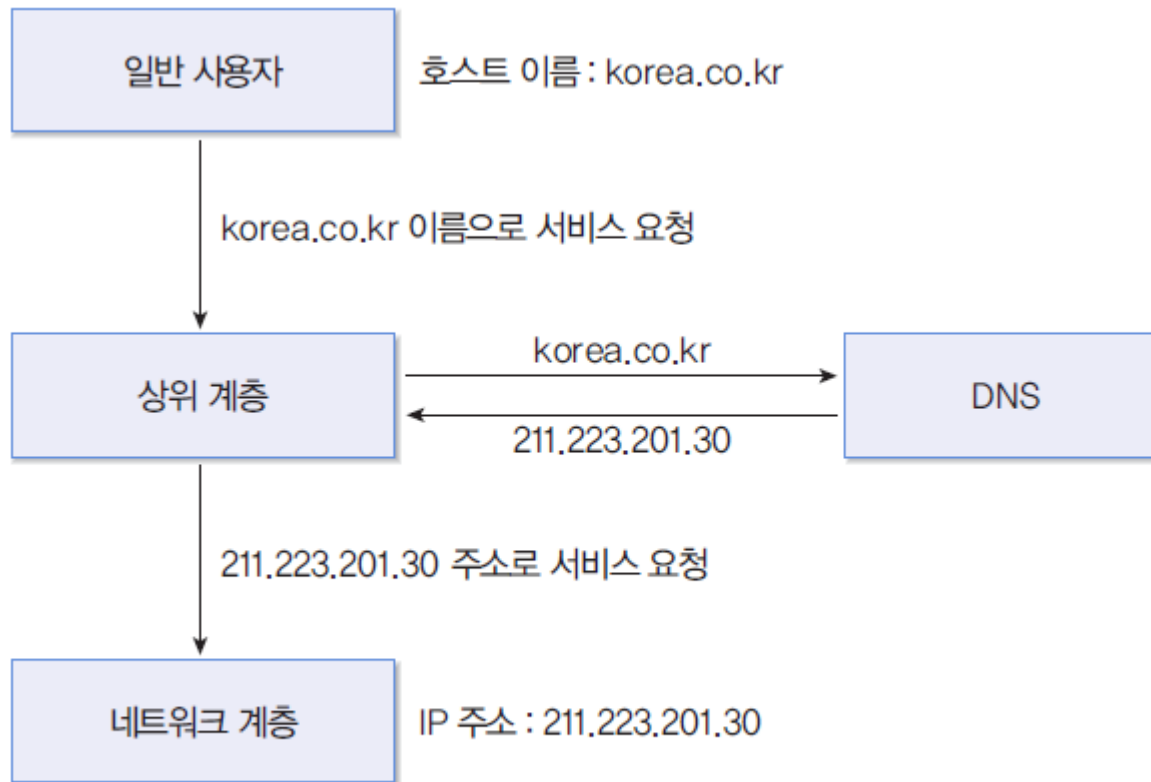 일반 사용자
호스트 이름 : korea.co.kr
korea.co.kr 이름으로 서비스 요청
상위 계층
korea.co.kr
DNS
211.223.201.30
211.223.201.30 주소로 서비스 요청
네트워크 계층
IP 주소 : 211.223.201.30